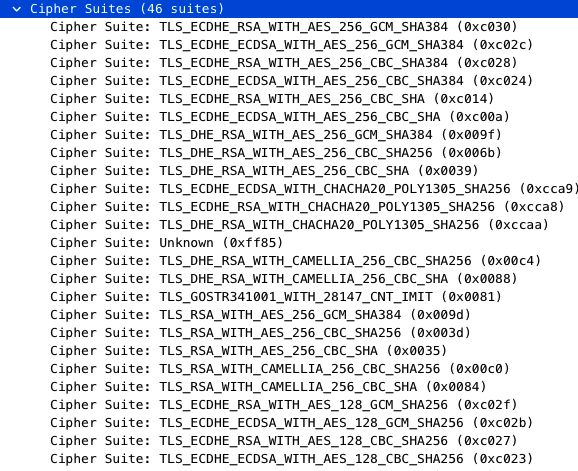 Cipher Suites (46 suites)
Cipher Suite: TLS_ECDHE_RSA_WITH_AES_256_GCM_SHA384 (0xc030)
Cipher Suite: TLS_ECDHE_ECDSA_WITH_AES_256_GCM_SHA384 (0xc02c)
Cipher Suite: TLS_ECDHE_RSA_WITH_AES_256_CBC_SHA384 (0xc028)
Cipher Suite: TLS_ECDHE_ECDSA_WITH_AES_256_CBC_SHA384 (0xc024)
Cipher Suite: TLS_ECDHE_RSA_WITH_AES_256_CBC_SHA (0xc014)
Cipher Suite: TLS_ECDHE_ECDSA_WITH_AES_256_CBC_SHA (0xc00a)
Cipher Suite: TLS_DHE_RSA_WITH_AES_256_GCM_SHA384 (0x009f)
Cipher Suite: TLS_DHE_RSA_WITH_AES_256_CBC_SHA256 (0x006b)
Cipher Suite: TLS_DHE_RSA_WITH_AES_256_CBC_SHA (0x0039)
Cipher Suite: TLS_ECDHE_ECDSA_WITH_CHACHA20_POLY1305_SHA256 (0xcca9)
Cipher Suite: TLS_ECDHE_RSA_WITH_CHACHA20_POLY1305_SHA256 (0xcca8)
Cipher Suite: TLS_DHE_RSA_WITH_CHACHA20_POLY1305_SHA256 (0xccaa)
Cipher Suite: Unknown (0xff85)
Cipher Suite: TLS_DHE_RSA_WITH_CAMELLIA_256_CBC_SHA256 (0x00c4)
Cipher Suite: TLS_DHE_RSA_WITH_CAMELLIA_256_CBC_SHA (0x0088)
Cipher Suite: TLS_GOSTR341001_WITH_28147_CNT_IMIT (0x0081)
Cipher Suite: TLS_RSA_WITH_AES_256_GCM_SHA384 (0x009d)
Cipher Suite: TLS_RSA_WITH_AES_256_CBC_SHA256 (0x003d)
Cipher Suite: TLS_RSA_WITH_AES_256_CBC_SHA (0x0035)
Cipher Suite: TLS_RSA_WITH_CAMELLIA_256_CBC_SHA256 (0x00c0)
Cipher Suite: TLS_RSA_WITH_CAMELLIA_256_CBC_SHA (0x0084)
Cipher Suite: TLS_ECDHE_RSA_WITH_AES_128_GCM_SHA256 (0xc02f)
Cipher Suite: TLS_ECDHE_ECDSA_WITH_AES_128_GCM_SHA256 (0xc02b)
Cipher Suite: TLS_ECDHE_RSA_WITH_AES_128_CBC_SHA256 (0xc027)
Cipher Suite: TLS_ECDHE_ECDSA_WITH_AES_128_CBC_SHA256 (0xc023)